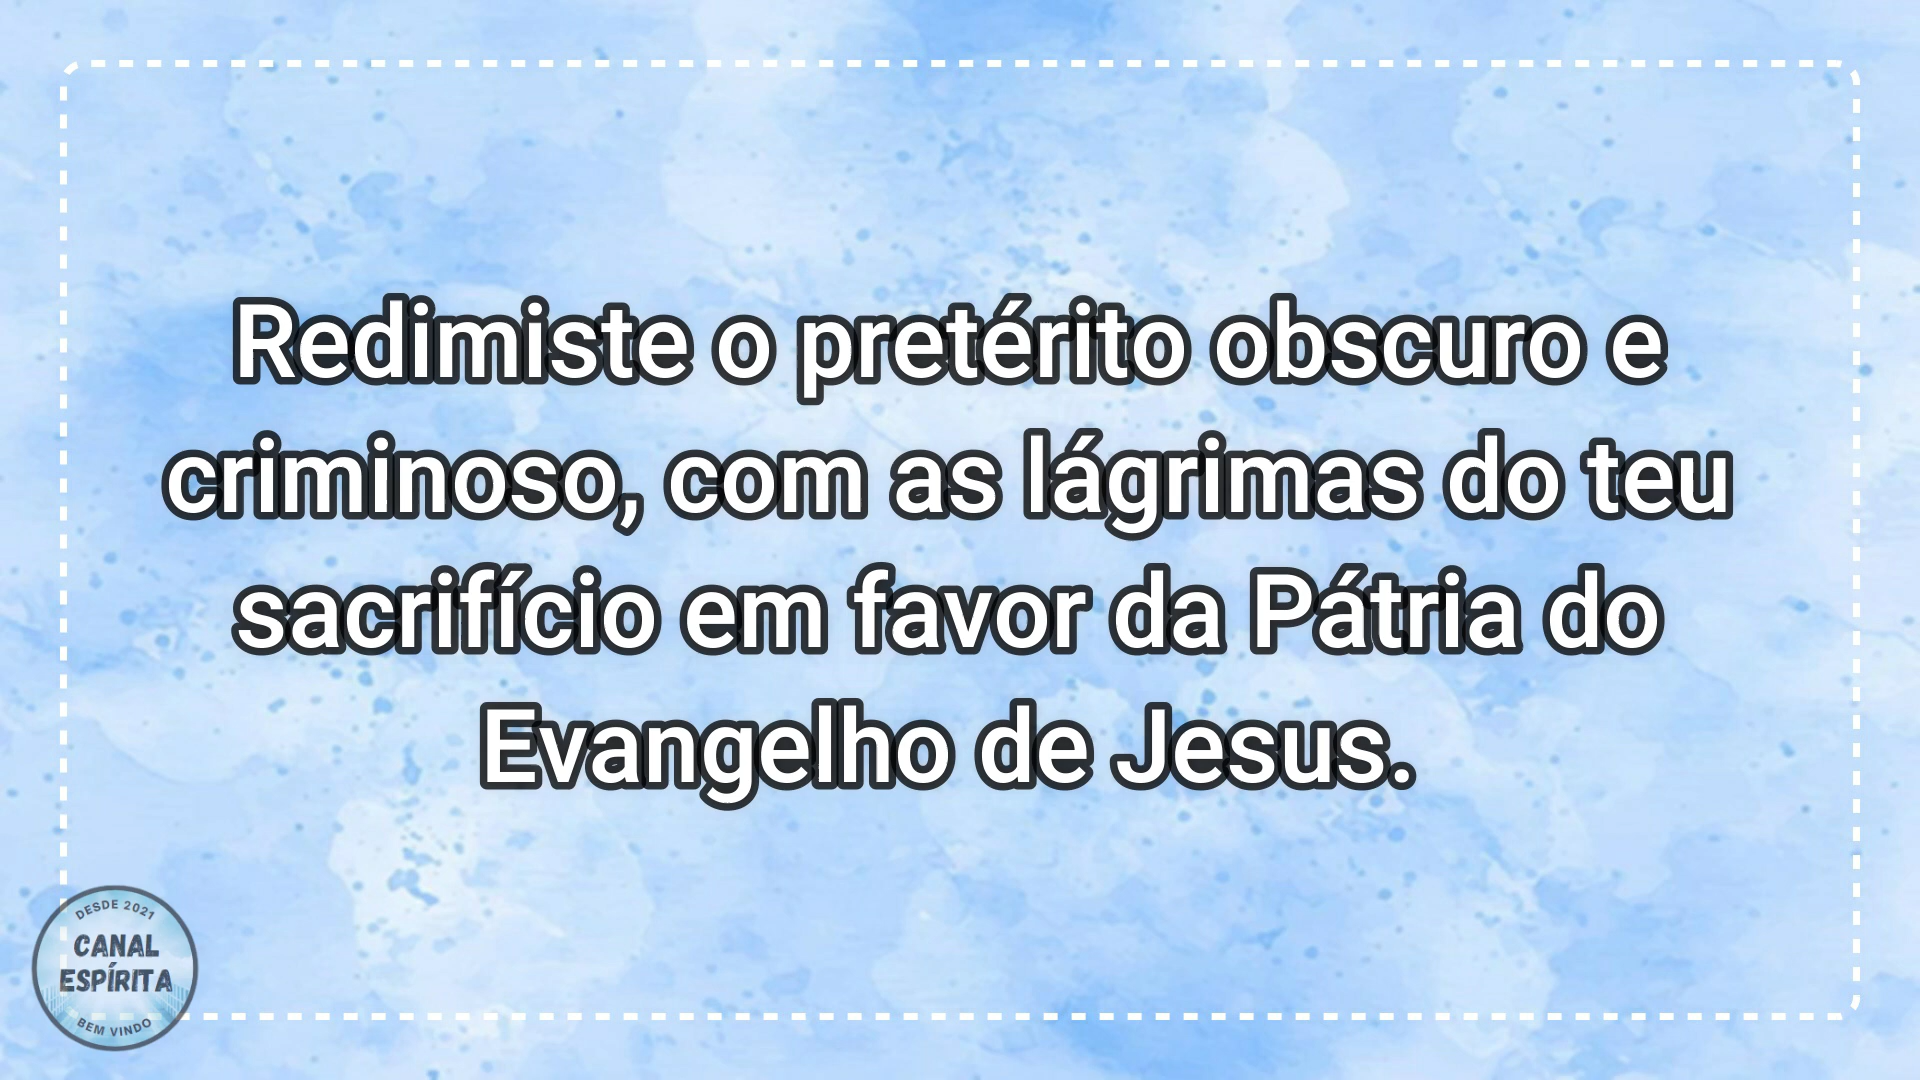 Redimiste o pretérito obscuro e
criminoso, com as lágrimas do teu
sacrifício em favor da Pátria do
Evangelho de Jesus.
DESDE 2021
CANAL
ESPÍRITA
BEM VINDO